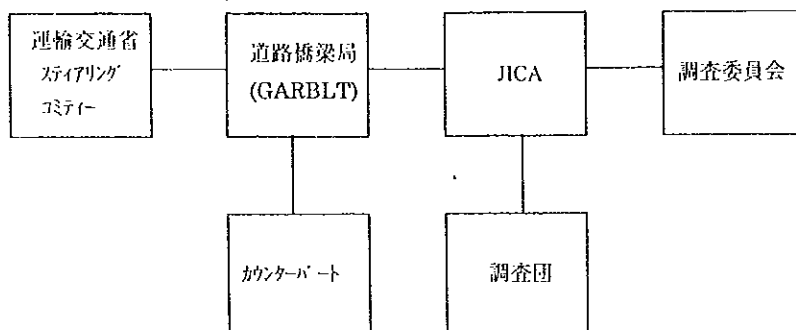 運輸交通省
ｽﾃｨｱﾘﾝｸﾞ
ｺﾐﾃｨｰ
道路橋梁局
(GARBLT)
JICA
調査委員会
ｶｳﾝﾀｰﾊﾟｰﾄ
調査団